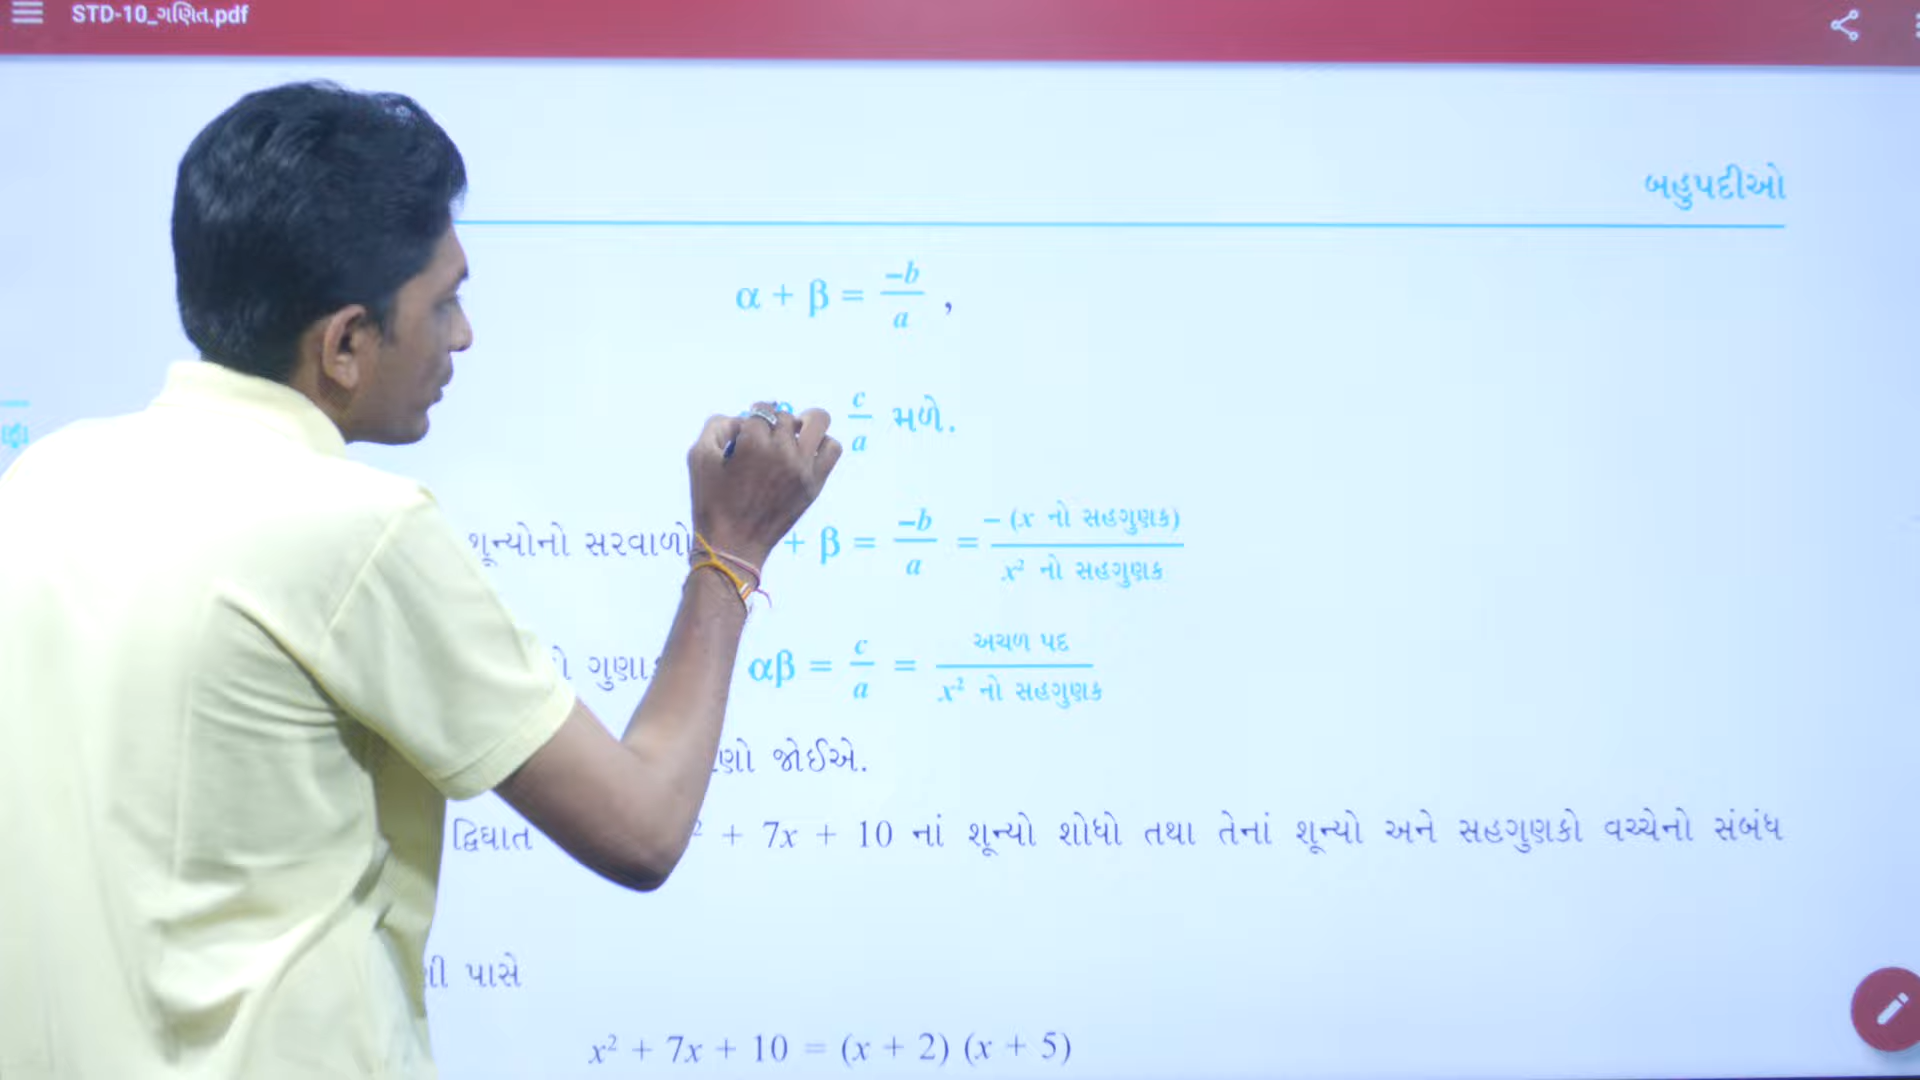 STD-10_ગણિત.pdf
બહુપદીઓ
α + β = –b/a ,
c/a મળે.
શૂન્યોનો સરવાળો + β = –b/a = – (x નો સહગુણક)/x² નો સહગુણક
αβ = c/a = અચળ પદ/x² નો સહગુણક
જોઈએ.
દ્વિઘાત ² + 7x + 10 નાં શૂન્યો શોધો તથા તેનાં શૂન્યો અને સહગુણકો વચ્ચેનો સંબંધ
પાસે
x² + 7x + 10 = (x + 2) (x + 5)